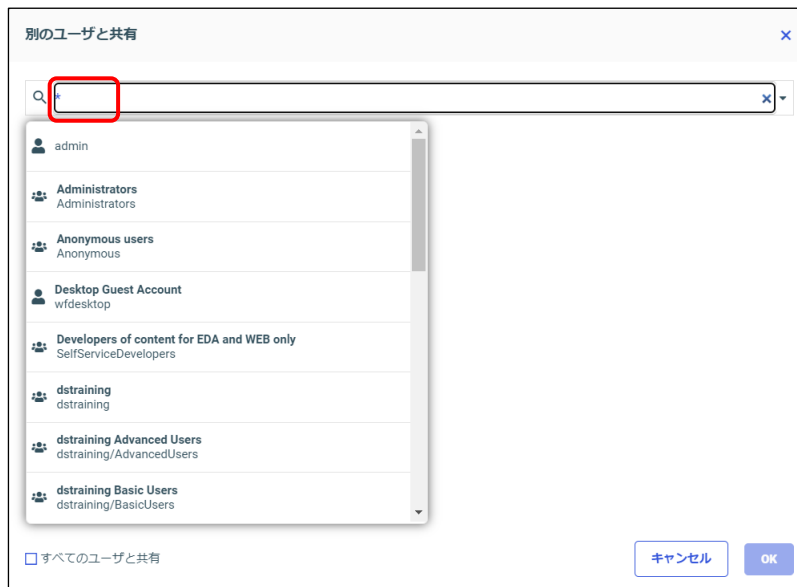 別のユーザと共有
*
admin
Administrators
Administrators
Anonymous users
Anonymous
Desktop Guest Account
wfdesktop
Developers of content for EDA and WEB only
SelfServiceDevelopers
dstraining
dstraining
dstraining Advanced Users
dstraining/AdvancedUsers
dstraining Basic Users
dstraining/BasicUsers
すべてのユーザと共有
キャンセル
OK